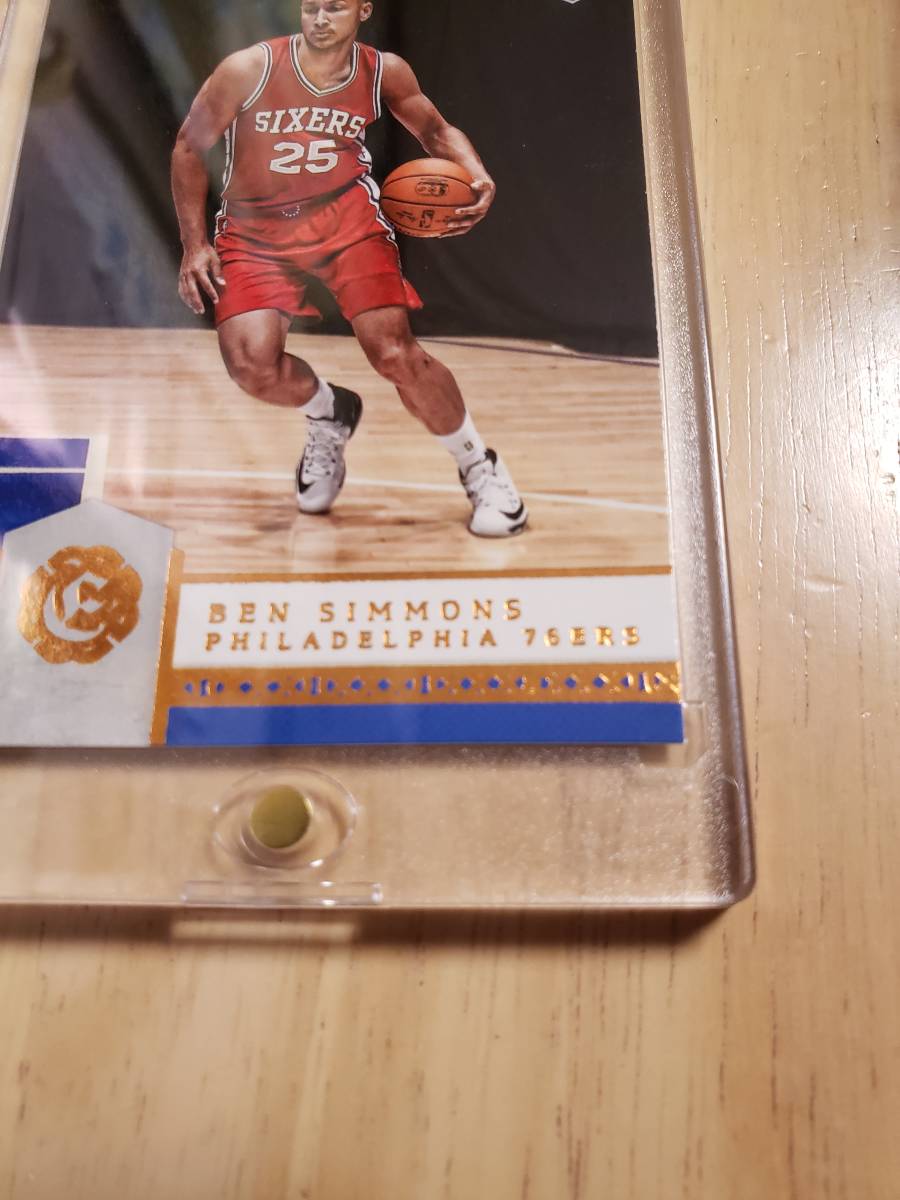 SIXERS
25
BEN SIMMONS
PHILADELPHIA 76ERS